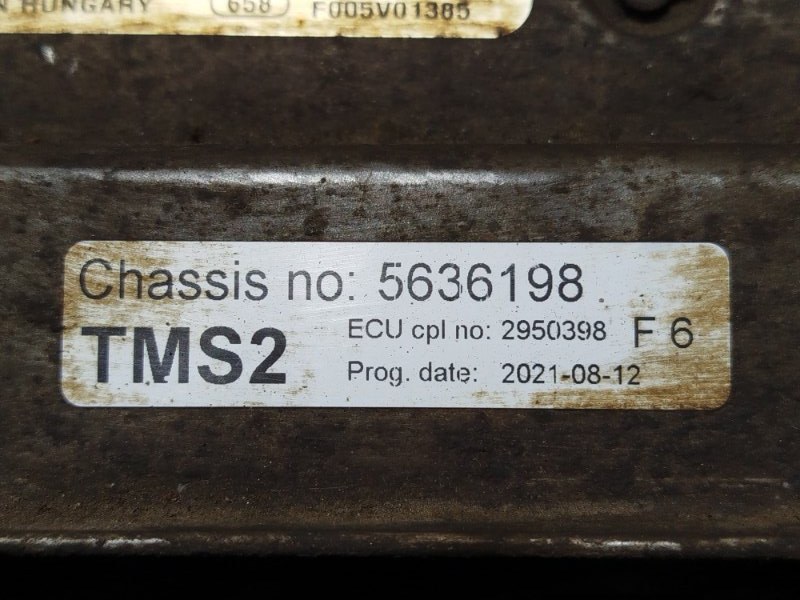 N HUNGARY 658 F005V01385
Chassis no: 5636198
TMS2 ECU cpl no: 2950398 F 6
Prog. date: 2021-08-12